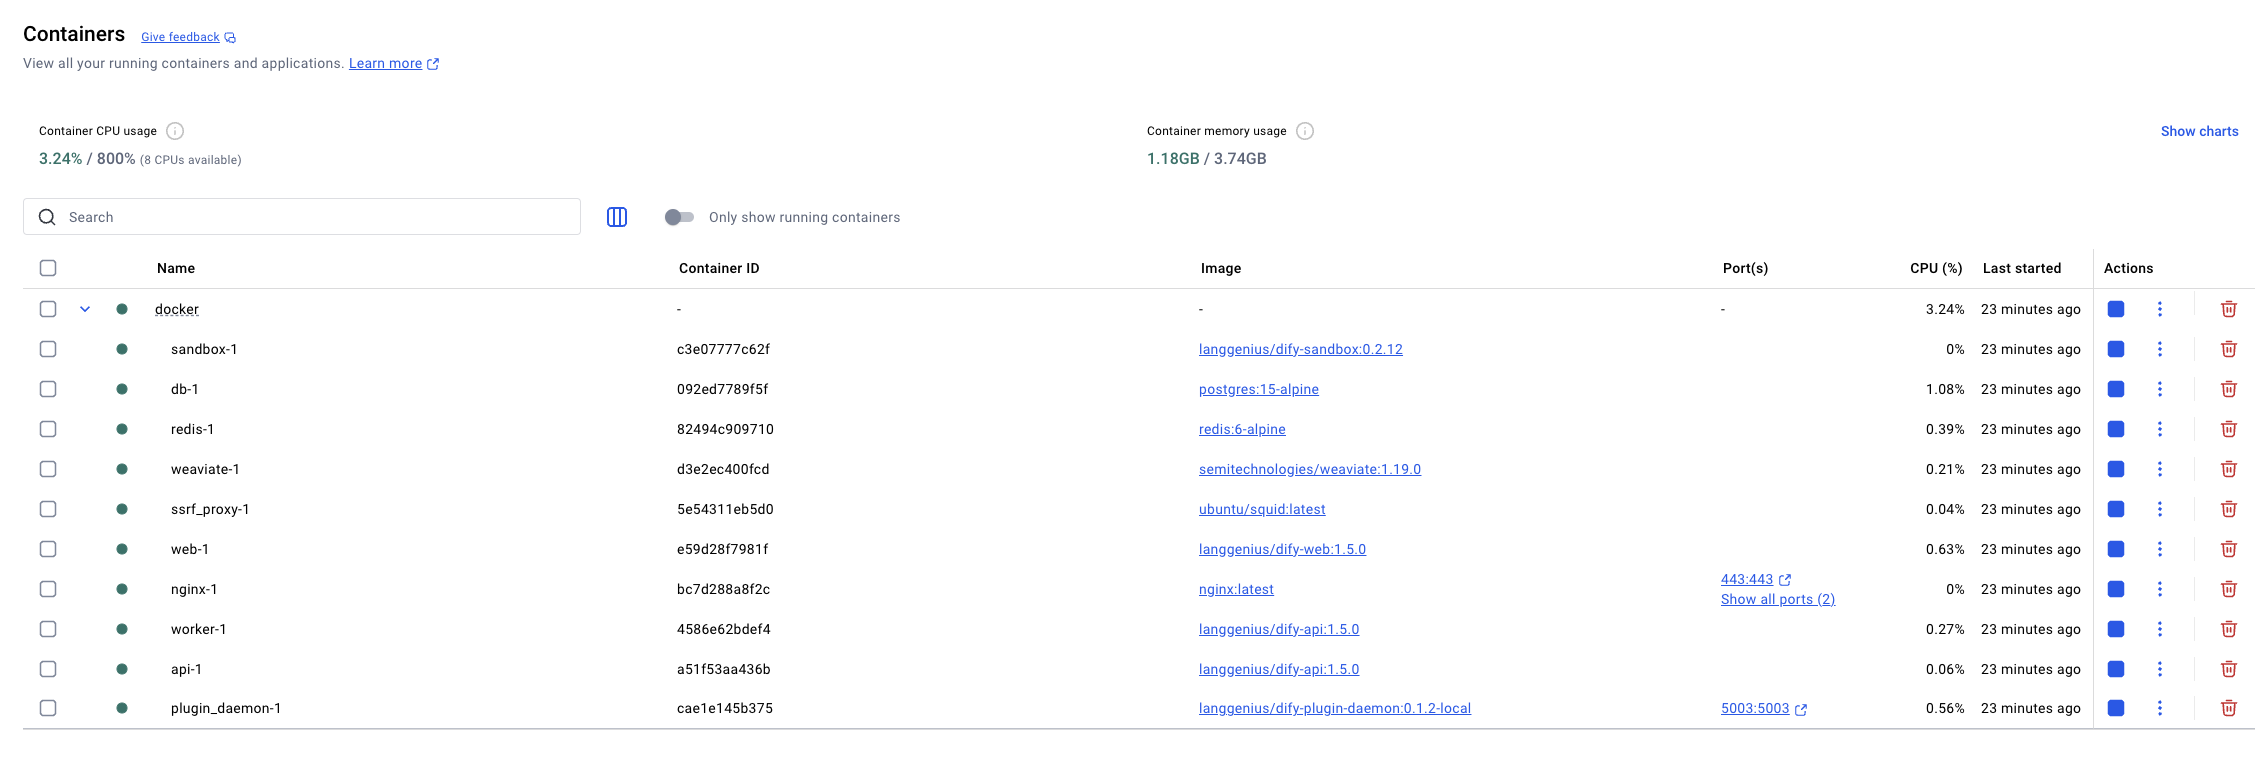 Containers Give feedback
View all your running containers and applications. Learn more
Container CPU usage
3.24% / 800% (8 CPUs available)
Container memory usage
1.18GB / 3.74GB
Show charts
Search
Only show running containers
Name Container ID Image Port(s) CPU (%) Last started Actions
docker - - - 3.24% 23 minutes ago
sandbox-1 c3e07777c62f langgenius/dify-sandbox:0.2.12 0% 23 minutes ago
db-1 092ed7789f5f postgres:15-alpine 1.08% 23 minutes ago
redis-1 82494c909710 redis:6-alpine 0.39% 23 minutes ago
weaviate-1 d3e2ec400fcd semitechnologies/weaviate:1.19.0 0.21% 23 minutes ago
ssrf_proxy-1 5e54311eb5d0 ubuntu/squid:latest 0.04% 23 minutes ago
web-1 e59d28f7981f langgenius/dify-web:1.5.0 0.63% 23 minutes ago
nginx-1 bc7d288a8f2c nginx:latest 443:443 0% 23 minutes ago
Show all ports (2)
worker-1 4586e62bdef4 langgenius/dify-api:1.5.0 0.27% 23 minutes ago
api-1 a51f53aa436b langgenius/dify-api:1.5.0 0.06% 23 minutes ago
plugin_daemon-1 cae1e145b375 langgenius/dify-plugin-daemon:0.1.2-local 5003:5003 0.56% 23 minutes ago